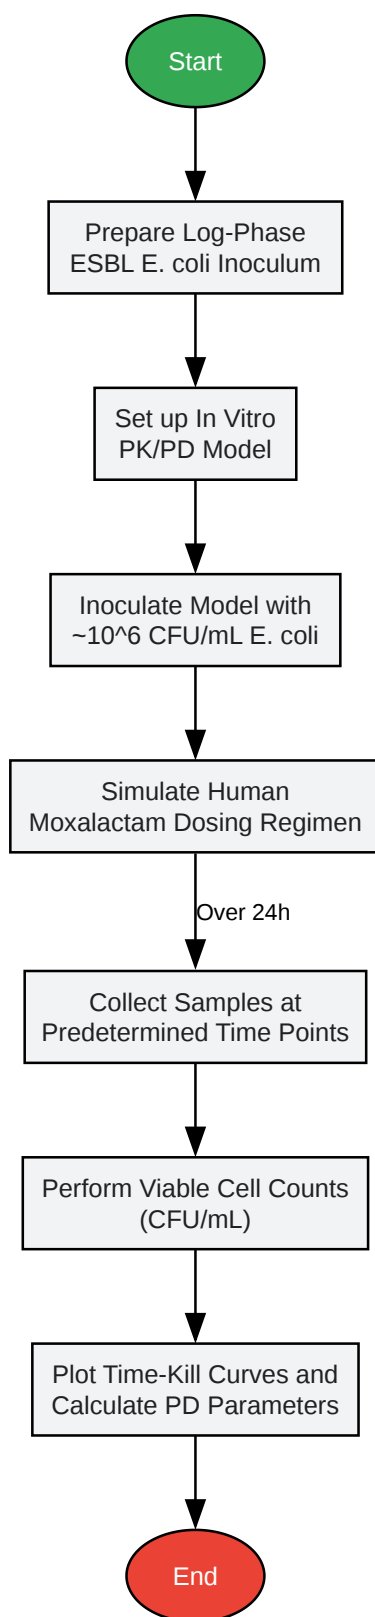 Start
Prepare Log-Phase
ESBL E. coli Inoculum
Set up In Vitro
PK/PD Model
Inoculate Model with
~10^6 CFU/mL E. coli
Simulate Human
Moxalactam Dosing Regimen
Over 24h
Collect Samples at
Predetermined Time Points
Perform Viable Cell Counts
(CFU/mL)
Plot Time-Kill Curves and
Calculate PD Parameters
End